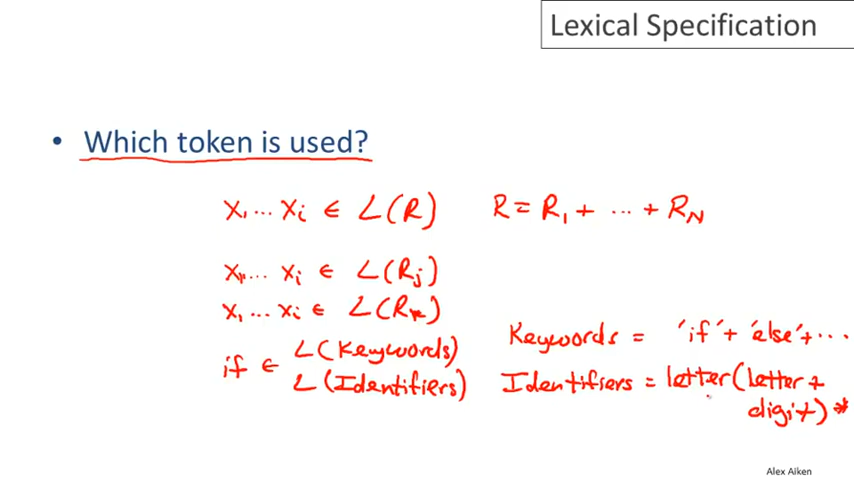 Lexical Specification
• Which token is used?
x₁ ... xᵢ ∈ L(R) R = R₁ + ... + R_N
x₁ ... xᵢ ∈ L(Rⱼ)
x₁ ... xᵢ ∈ L(Rₖ)
if ∈ L(Keywords)
L(Identifiers)
Keywords = 'if' + 'else' + ...
Identifiers = letter(letter +
digit)*
Alex Aiken